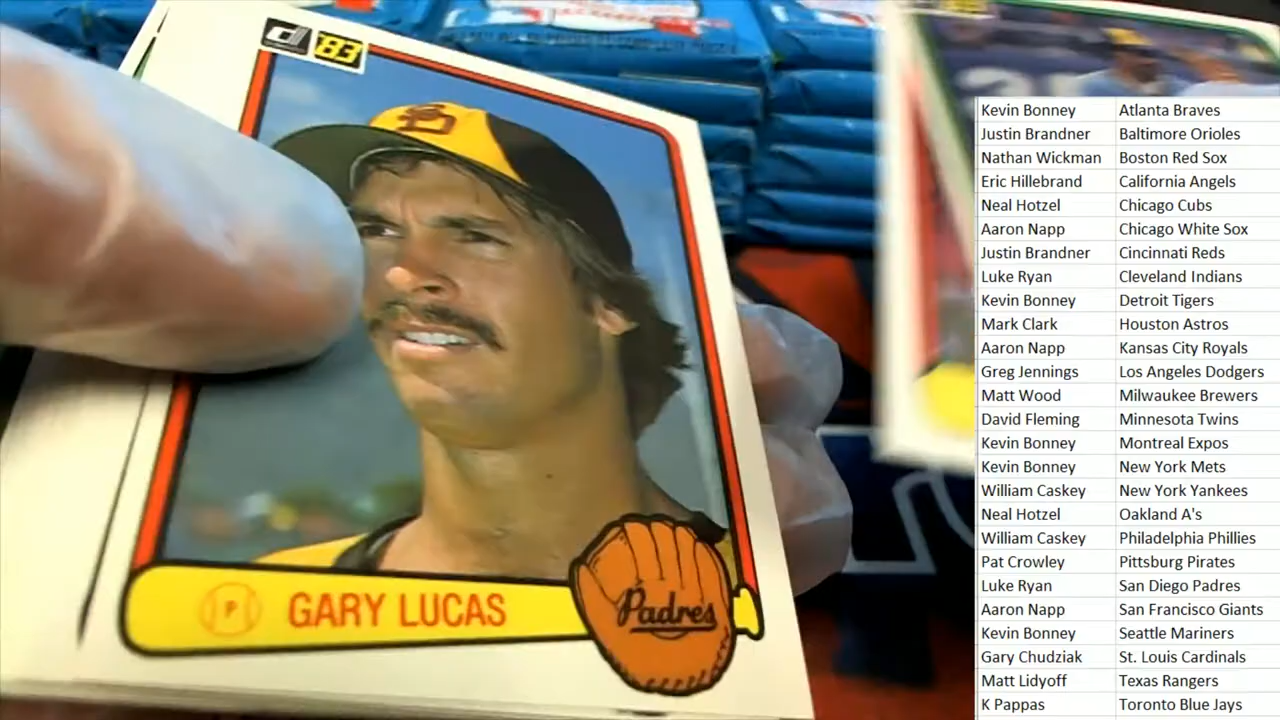 d '83
P GARY LUCAS Padres
Kevin Bonney Atlanta Braves
Justin Brandner Baltimore Orioles
Nathan Wickman Boston Red Sox
Eric Hillebrand California Angels
Neal Hotzel Chicago Cubs
Aaron Napp Chicago White Sox
Justin Brandner Cincinnati Reds
Luke Ryan Cleveland Indians
Kevin Bonney Detroit Tigers
Mark Clark Houston Astros
Aaron Napp Kansas City Royals
Greg Jennings Los Angeles Dodgers
Matt Wood Milwaukee Brewers
David Fleming Minnesota Twins
Kevin Bonney Montreal Expos
Kevin Bonney New York Mets
William Caskey New York Yankees
Neal Hotzel Oakland A's
William Caskey Philadelphia Phillies
Pat Crowley Pittsburg Pirates
Luke Ryan San Diego Padres
Aaron Napp San Francisco Giants
Kevin Bonney Seattle Mariners
Gary Chudziak St. Louis Cardinals
Matt Lidyoff Texas Rangers
K Pappas Toronto Blue Jays